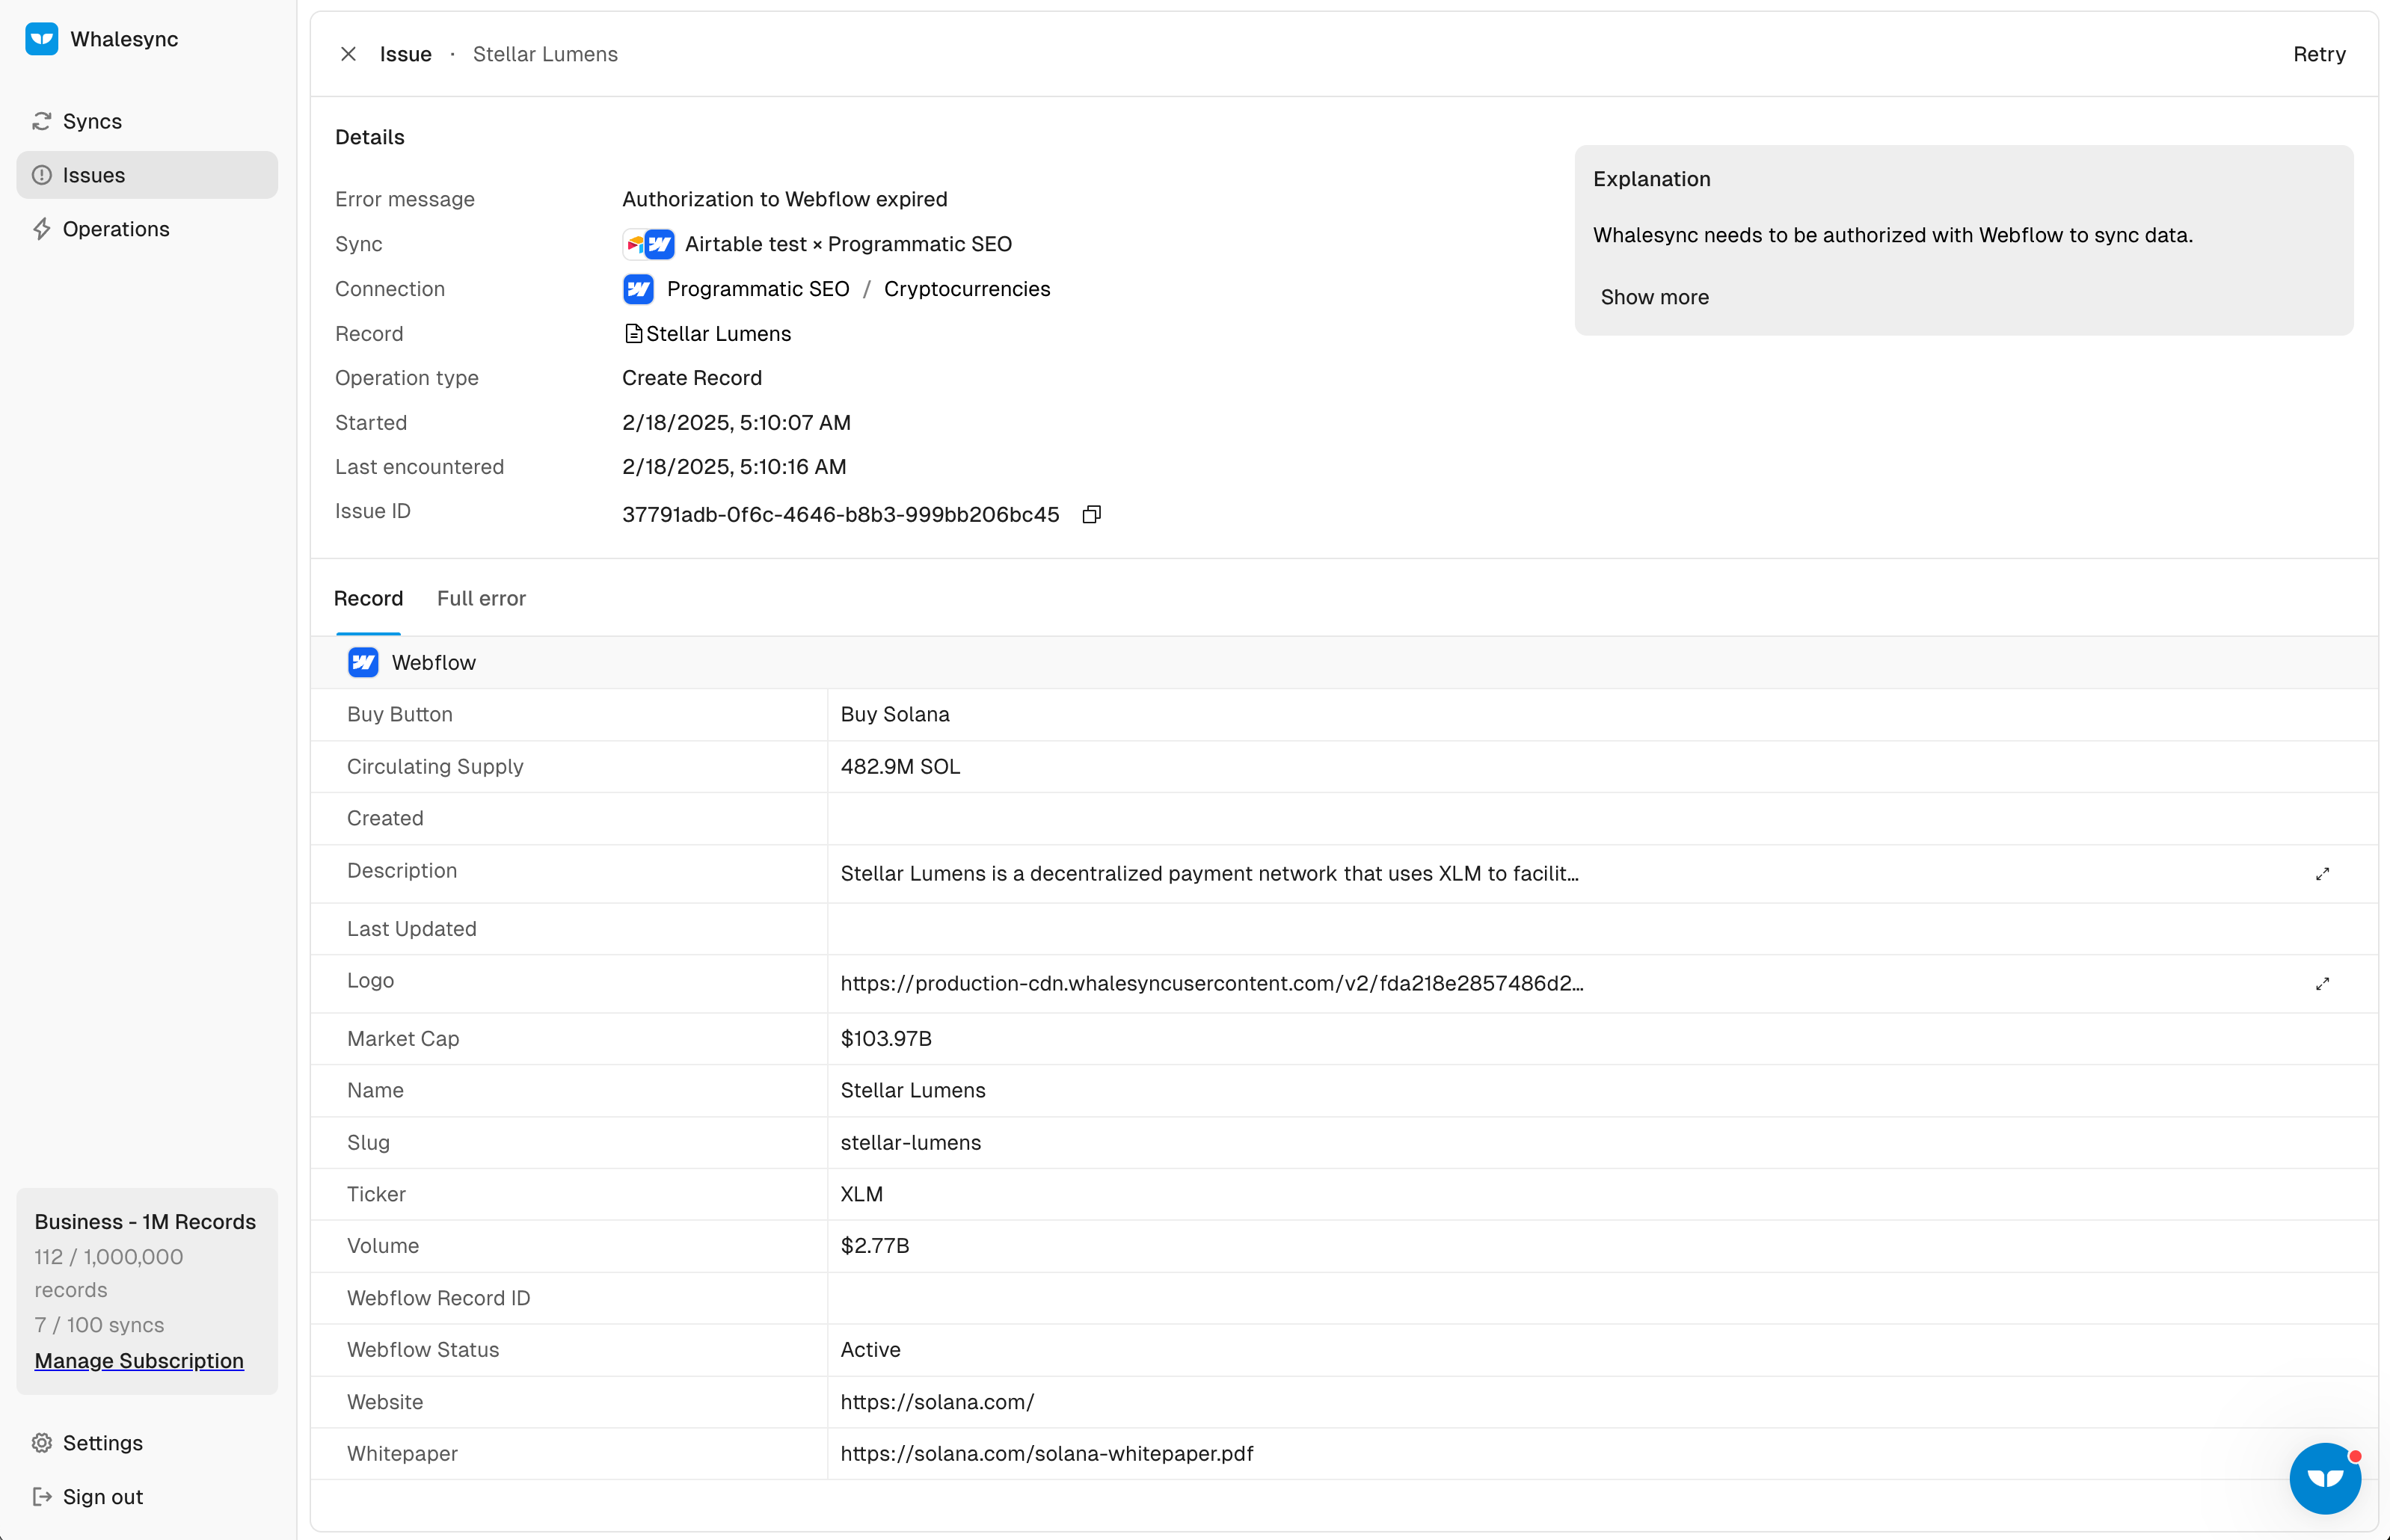 Whalesync
Syncs
Issues
Operations
Business - 1M Records
112 / 1,000,000
records
7 / 100 syncs
Manage Subscription
Settings
Sign out
Issue · Stellar Lumens
Retry
Details
Error message Authorization to Webflow expired
Sync Airtable test × Programmatic SEO
Connection Programmatic SEO / Cryptocurrencies
Record Stellar Lumens
Operation type Create Record
Started 2/18/2025, 5:10:07 AM
Last encountered 2/18/2025, 5:10:16 AM
Issue ID 37791adb-0f6c-4646-b8b3-999bb206bc45
Explanation
Whalesync needs to be authorized with Webflow to sync data.
Show more
Record Full error
Webflow
Buy Button Buy Solana
Circulating Supply 482.9M SOL
Created
Description Stellar Lumens is a decentralized payment network that uses XLM to facilit...
Last Updated
Logo https://production-cdn.whalesyncusercontent.com/v2/fda218e2857486d2...
Market Cap $103.97B
Name Stellar Lumens
Slug stellar-lumens
Ticker XLM
Volume $2.77B
Webflow Record ID
Webflow Status Active
Website https://solana.com/
Whitepaper https://solana.com/solana-whitepaper.pdf